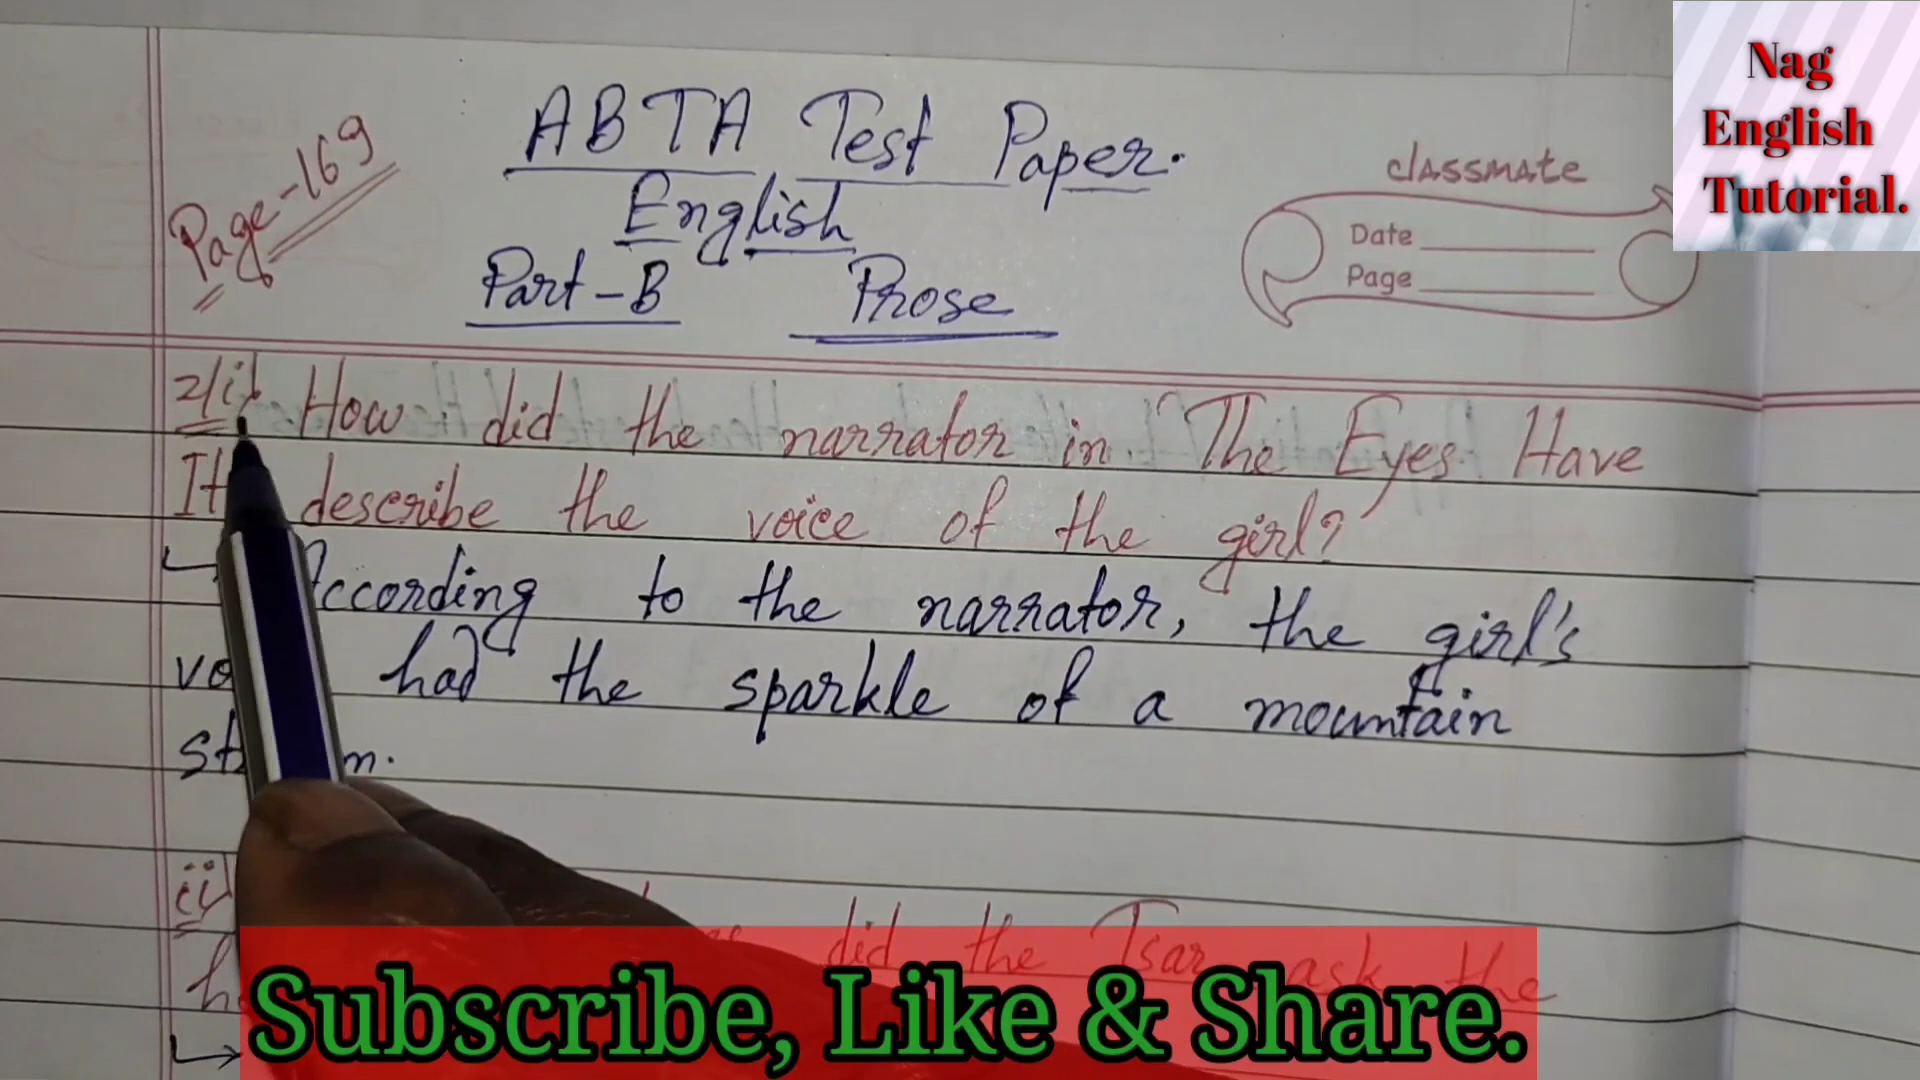 Nag
English
Tutorial.
Page-169
ABTA Test Paper.
English
Part-B Prose
classmate
Date
Page
2/i) How did the narrator in "The Eyes Have
It describe the voice of the girl?
According to the narrator, the girl's
had the sparkle of a mountain
ii)
did the Tsar ask the
Subscribe, Like & Share.